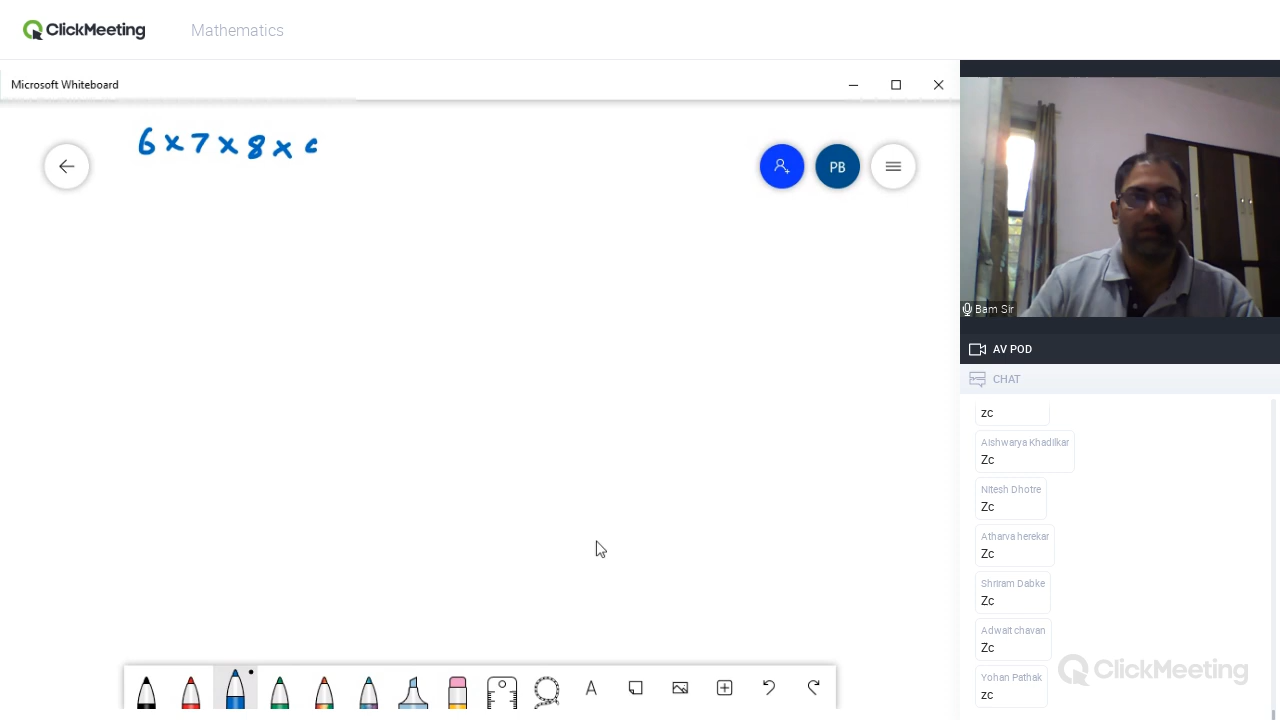 ClickMeeting Mathematics
Microsoft Whiteboard
6 × 7 × 8 ×
PB
Bam Sir
AV POD
CHAT
zc
Aishwarya Khadilkar
Zc
Nitesh Dhotre
Zc
Atharva herekar
Zc
Shriram Dabke
Zc
Adwait chavan
Zc
Yohan Pathak
zc
ClickMeeting
A